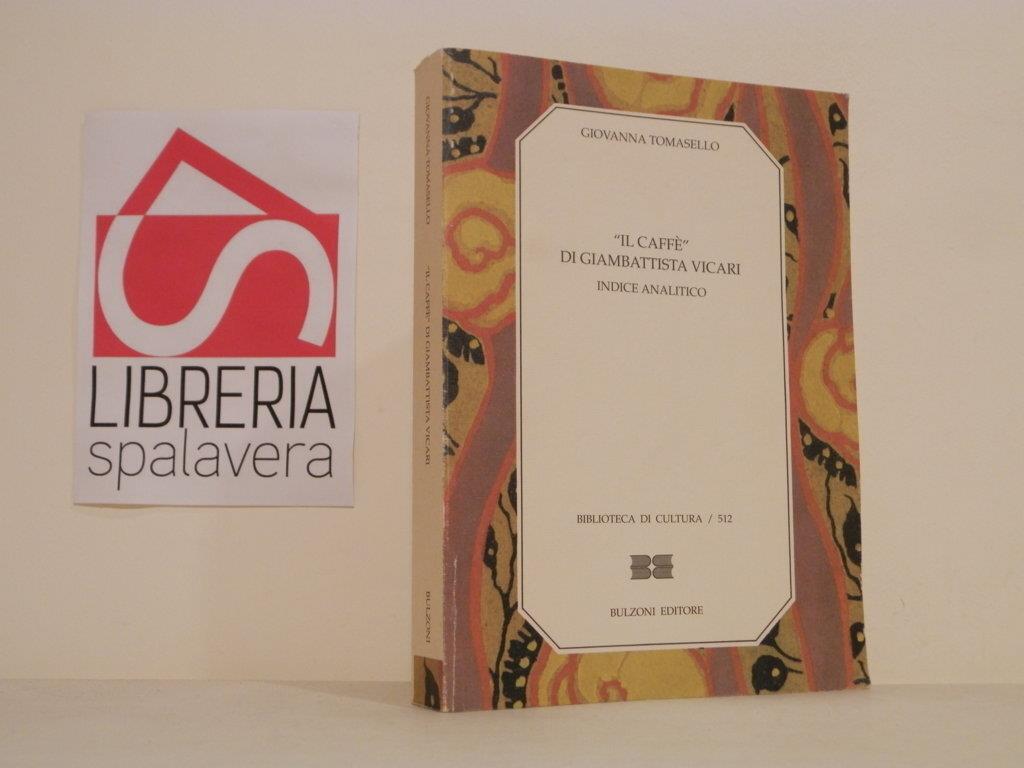 LIBRERIA
spalavera
GIOVANNA TOMASELLO
"IL CAFFÈ" DI GIAMBATTISTA VICARI
BULZONI
GIOVANNA TOMASELLO
"IL CAFFÈ"
DI GIAMBATTISTA VICARI
INDICE ANALITICO
BIBLIOTECA DI CULTURA / 512
BULZONI EDITORE